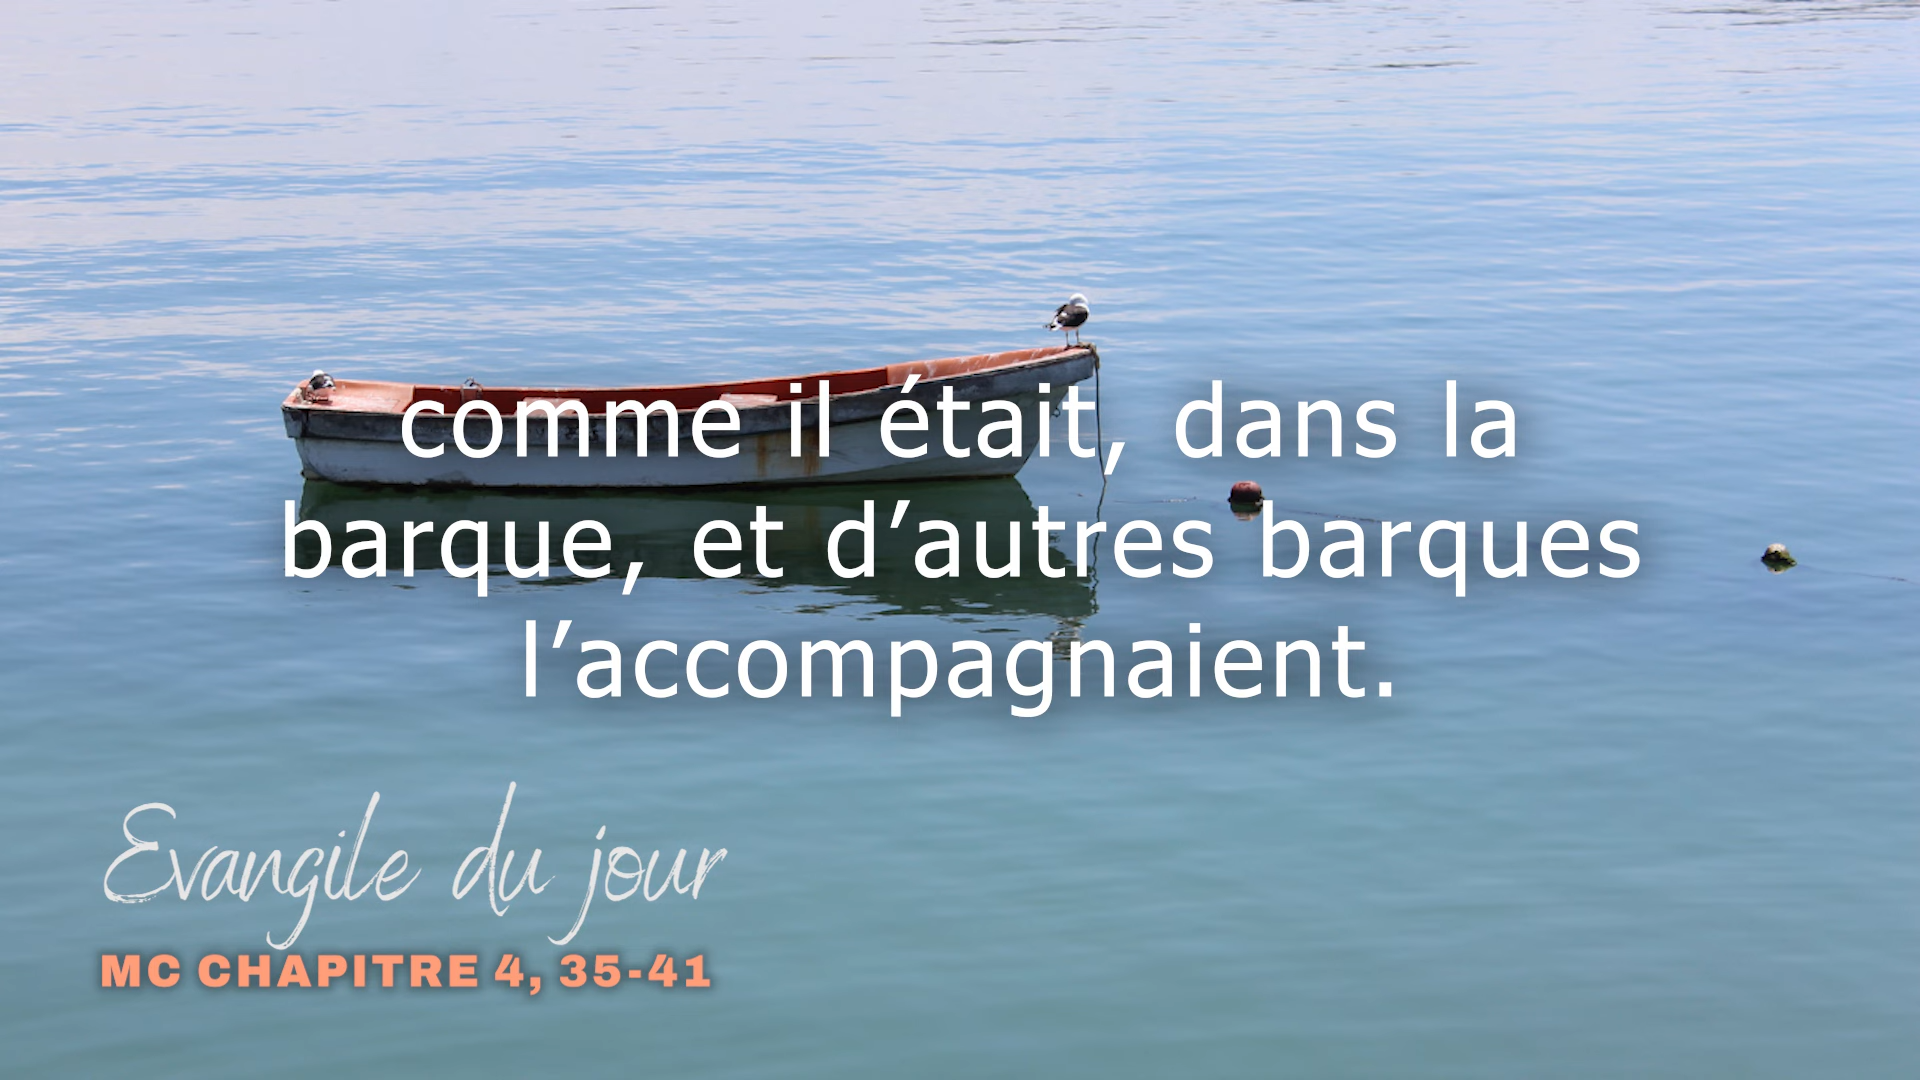 comme il était, dans la
barque, et d’autres barques
l’accompagnaient.
Evangile du jour
MC CHAPITRE 4, 35-41